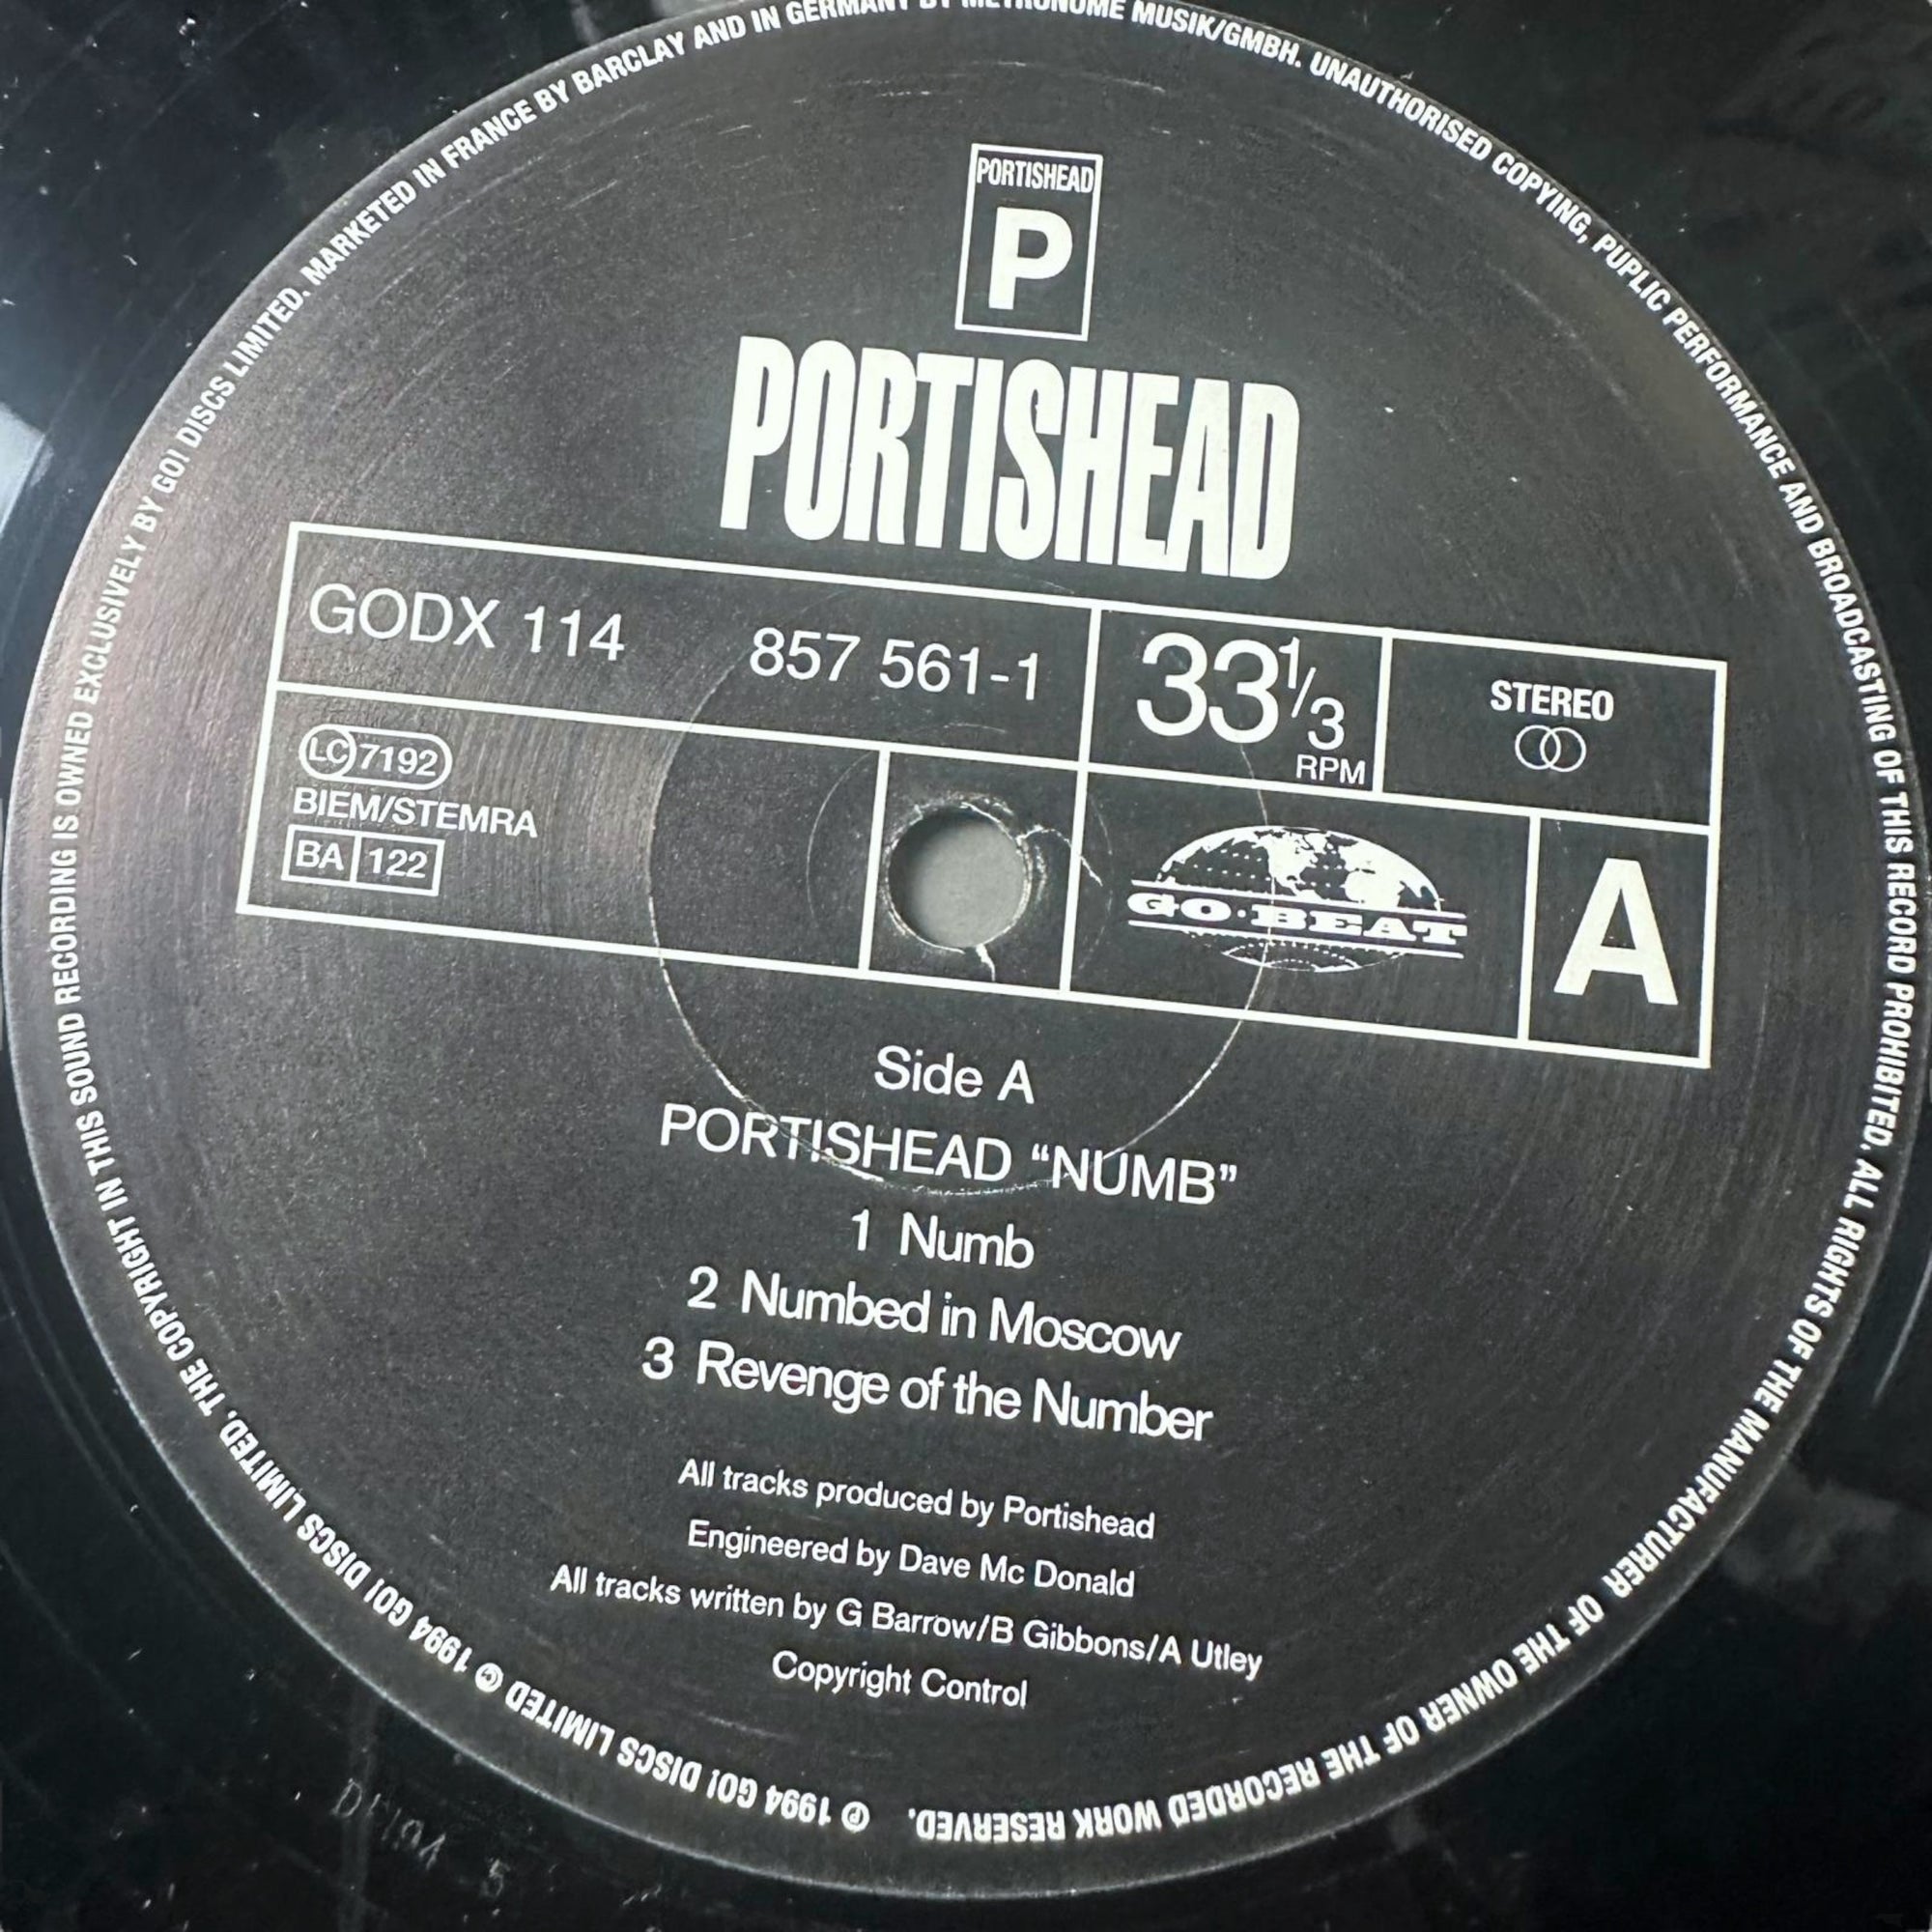 PORTISHEAD
P
PORTISHEAD
GODX 114 857 561-1
33 1/3 RPM
STEREO
LC 7192
BIEM/STEMRA
BA 122
GO·BEAT
A
Side A
PORTISHEAD “NUMB”
1 Numb
2 Numbed in Moscow
3 Revenge of the Number
All tracks produced by Portishead
Engineered by Dave Mc Donald
All tracks written by G Barrow/B Gibbons/A Utley
Copyright Control
℗ 1994 GO! DISCS LIMITED © 1994 GO! DISCS LIMITED. THE COPYRIGHT IN THIS SOUND RECORDING IS OWNED EXCLUSIVELY BY GO! DISCS LIMITED. MARKETED IN FRANCE BY BARCLAY AND IN GERMANY BY METRONOME MUSIK/GMBH. UNAUTHORISED COPYING, PUPLIC PERFORMANCE AND BROADCASTING OF THIS RECORD PROHIBITED. ALL RIGHTS OF THE MANUFACTURER OF THE OWNER OF THE RECORDED WORK RESERVED.